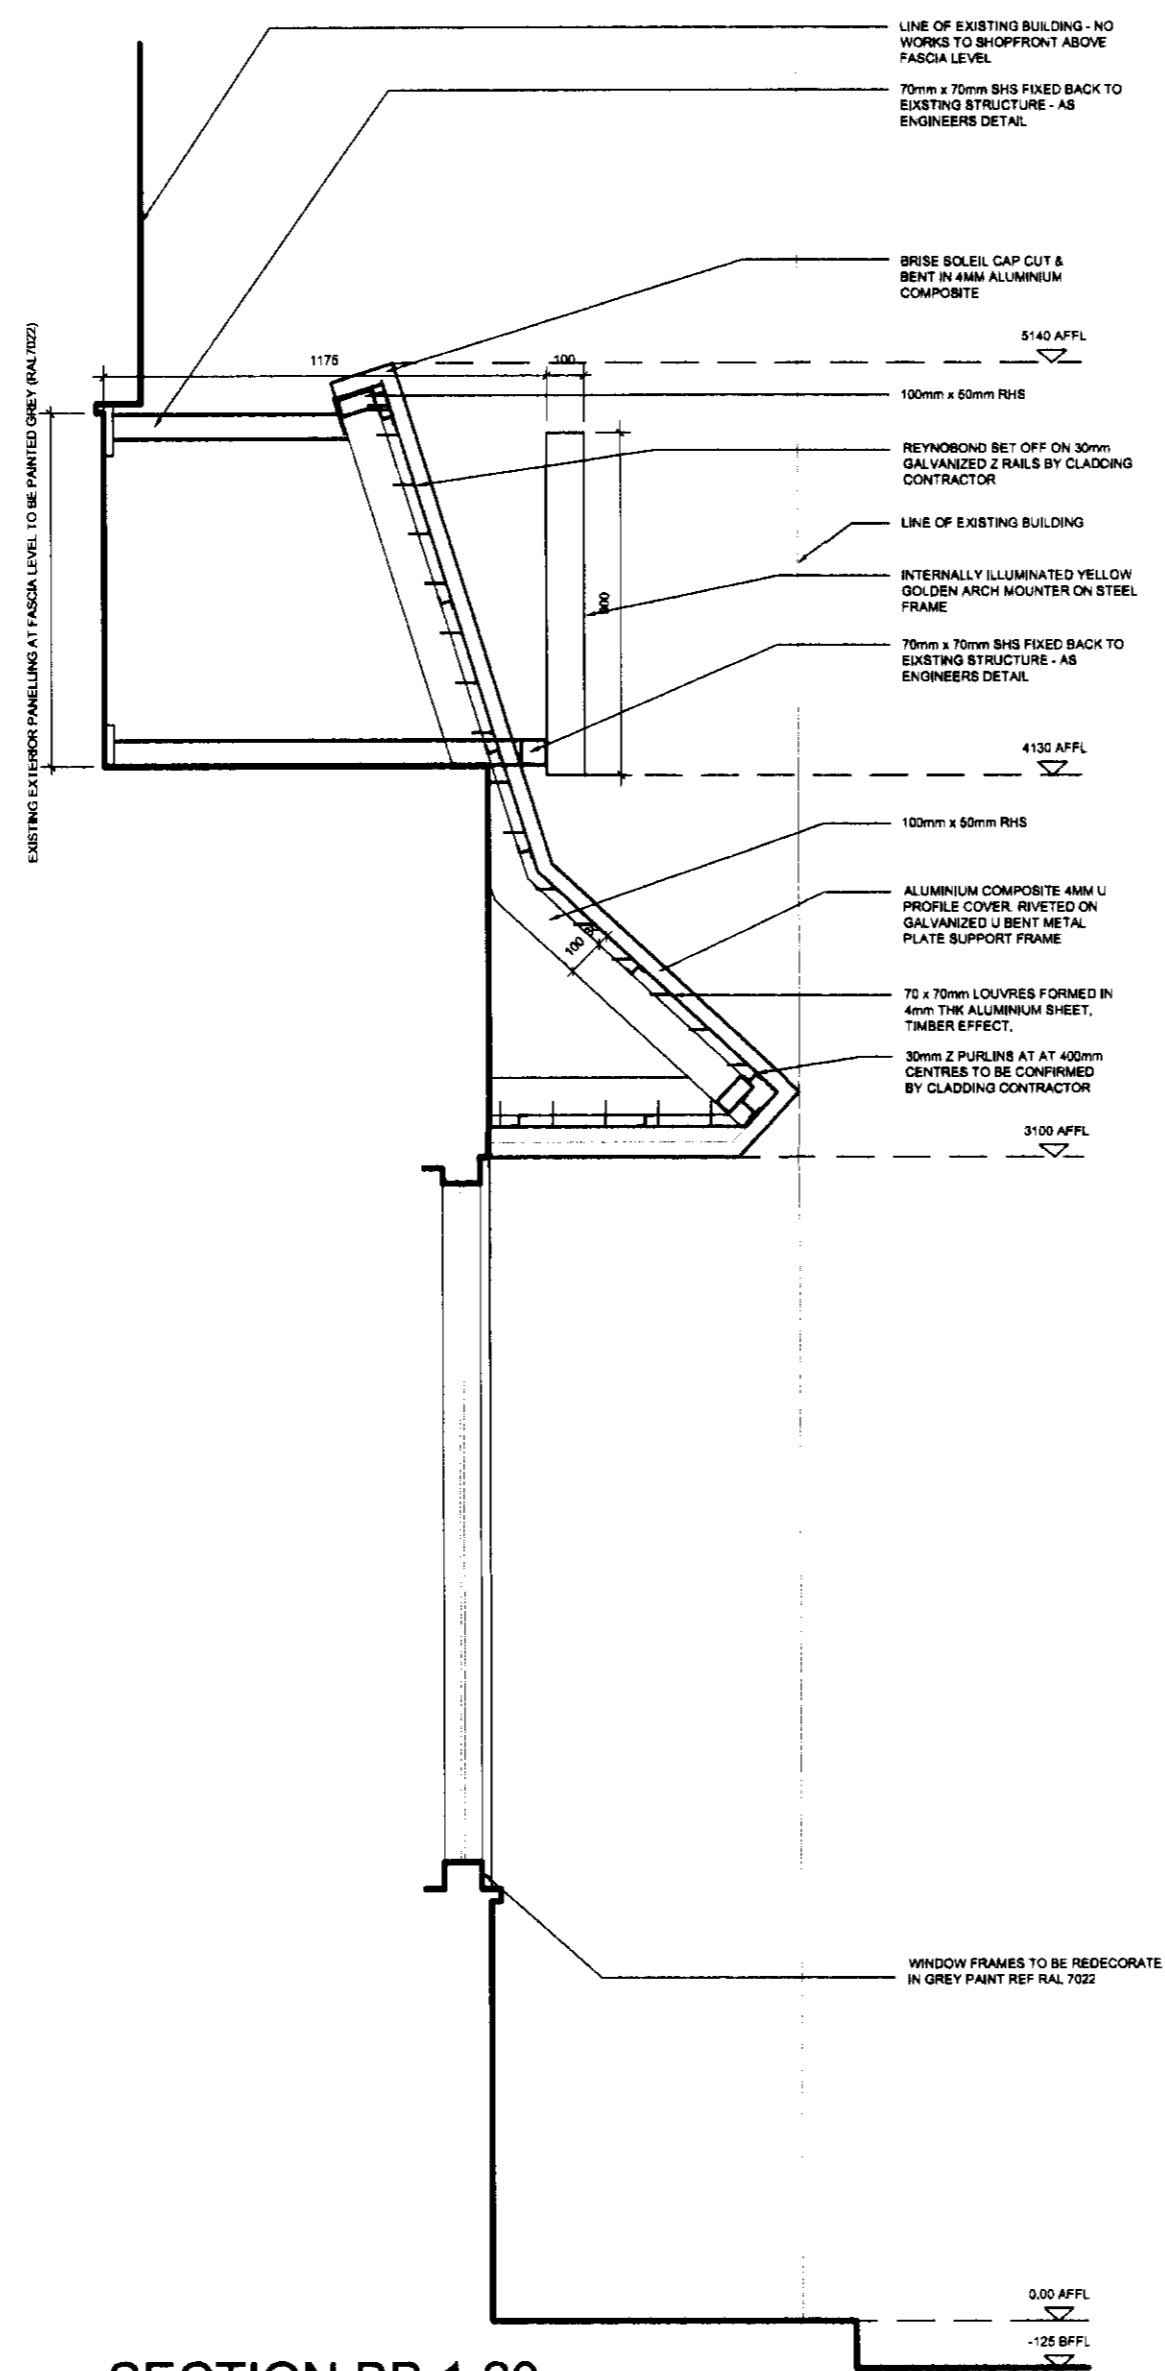 LINE OF EXISTING BUILDING - NO
WORKS TO SHOPFRONT ABOVE
FASCIA LEVEL
70mm x 70mm SHS FIXED BACK TO
EIXSTING STRUCTURE - AS
ENGINEERS DETAIL
BRISE SOLEIL CAP CUT &
BENT IN 4MM ALUMINIUM
COMPOSITE
5140 AFFL
1175
100
100mm x 50mm RHS
EXISTING EXTERIOR PANELLING AT FASCIA LEVEL TO BE PAINTED GREY (RAL7022)
REYNOBOND SET OFF ON 30mm
GALVANIZED Z RAILS BY CLADDING
CONTRACTOR
LINE OF EXISTING BUILDING
INTERNALLY ILLUMINATED YELLOW
GOLDEN ARCH MOUNTER ON STEEL
FRAME
900
70mm x 70mm SHS FIXED BACK TO
EIXSTING STRUCTURE - AS
ENGINEERS DETAIL
4130 AFFL
100mm x 50mm RHS
ALUMINIUM COMPOSITE 4MM U
PROFILE COVER RIVETED ON
GALVANIZED U BENT METAL
PLATE SUPPORT FRAME
100
70 x 70mm LOUVRES FORMED IN
4mm THK ALUMINIUM SHEET,
TIMBER EFFECT.
30mm Z PURLINS AT AT 400mm
CENTRES TO BE CONFIRMED
BY CLADDING CONTRACTOR
3100 AFFL
WINDOW FRAMES TO BE REDECORATE
IN GREY PAINT REF RAL 7022
0.00 AFFL
-125 BFFL